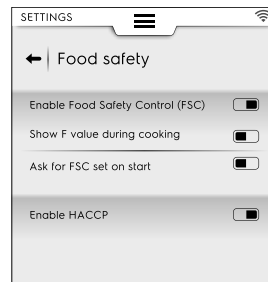 SETTINGS
Food safety
Enable Food Safety Control (FSC)
Show F value during cooking
Ask for FSC set on start
Enable HACCP